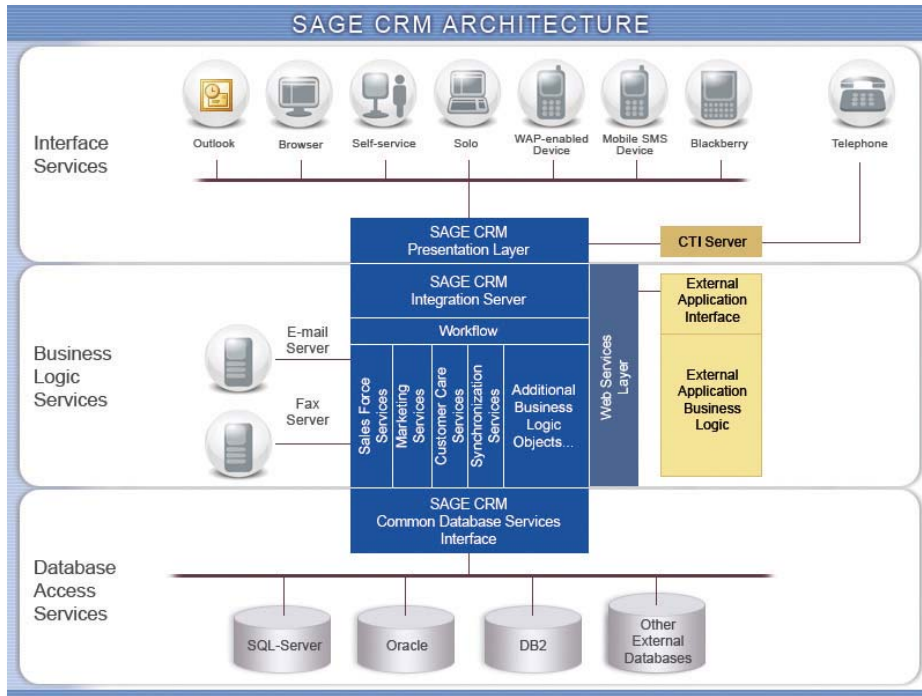 SAGE CRM ARCHITECTURE
Interface
Services
Outlook
Browser
Self-service
Solo
WAP-enabled
Device
Mobile SMS
Device
Blackberry
Telephone
SAGE CRM
Presentation Layer
CTI Server
Business
Logic
Services
E-mail
Server
Fax
Server
SAGE CRM
Integration Server
Workflow
Sales Force
Services
Marketing
Services
Customer Care
Services
Synchronization
Services
Additional
Business
Logic
Objects...
Web Services
Layer
External
Application
Interface
External
Application
Business
Logic
Database
Access
Services
SAGE CRM
Common Database Services
Interface
SQL-Server
Oracle
DB2
Other
External
Databases